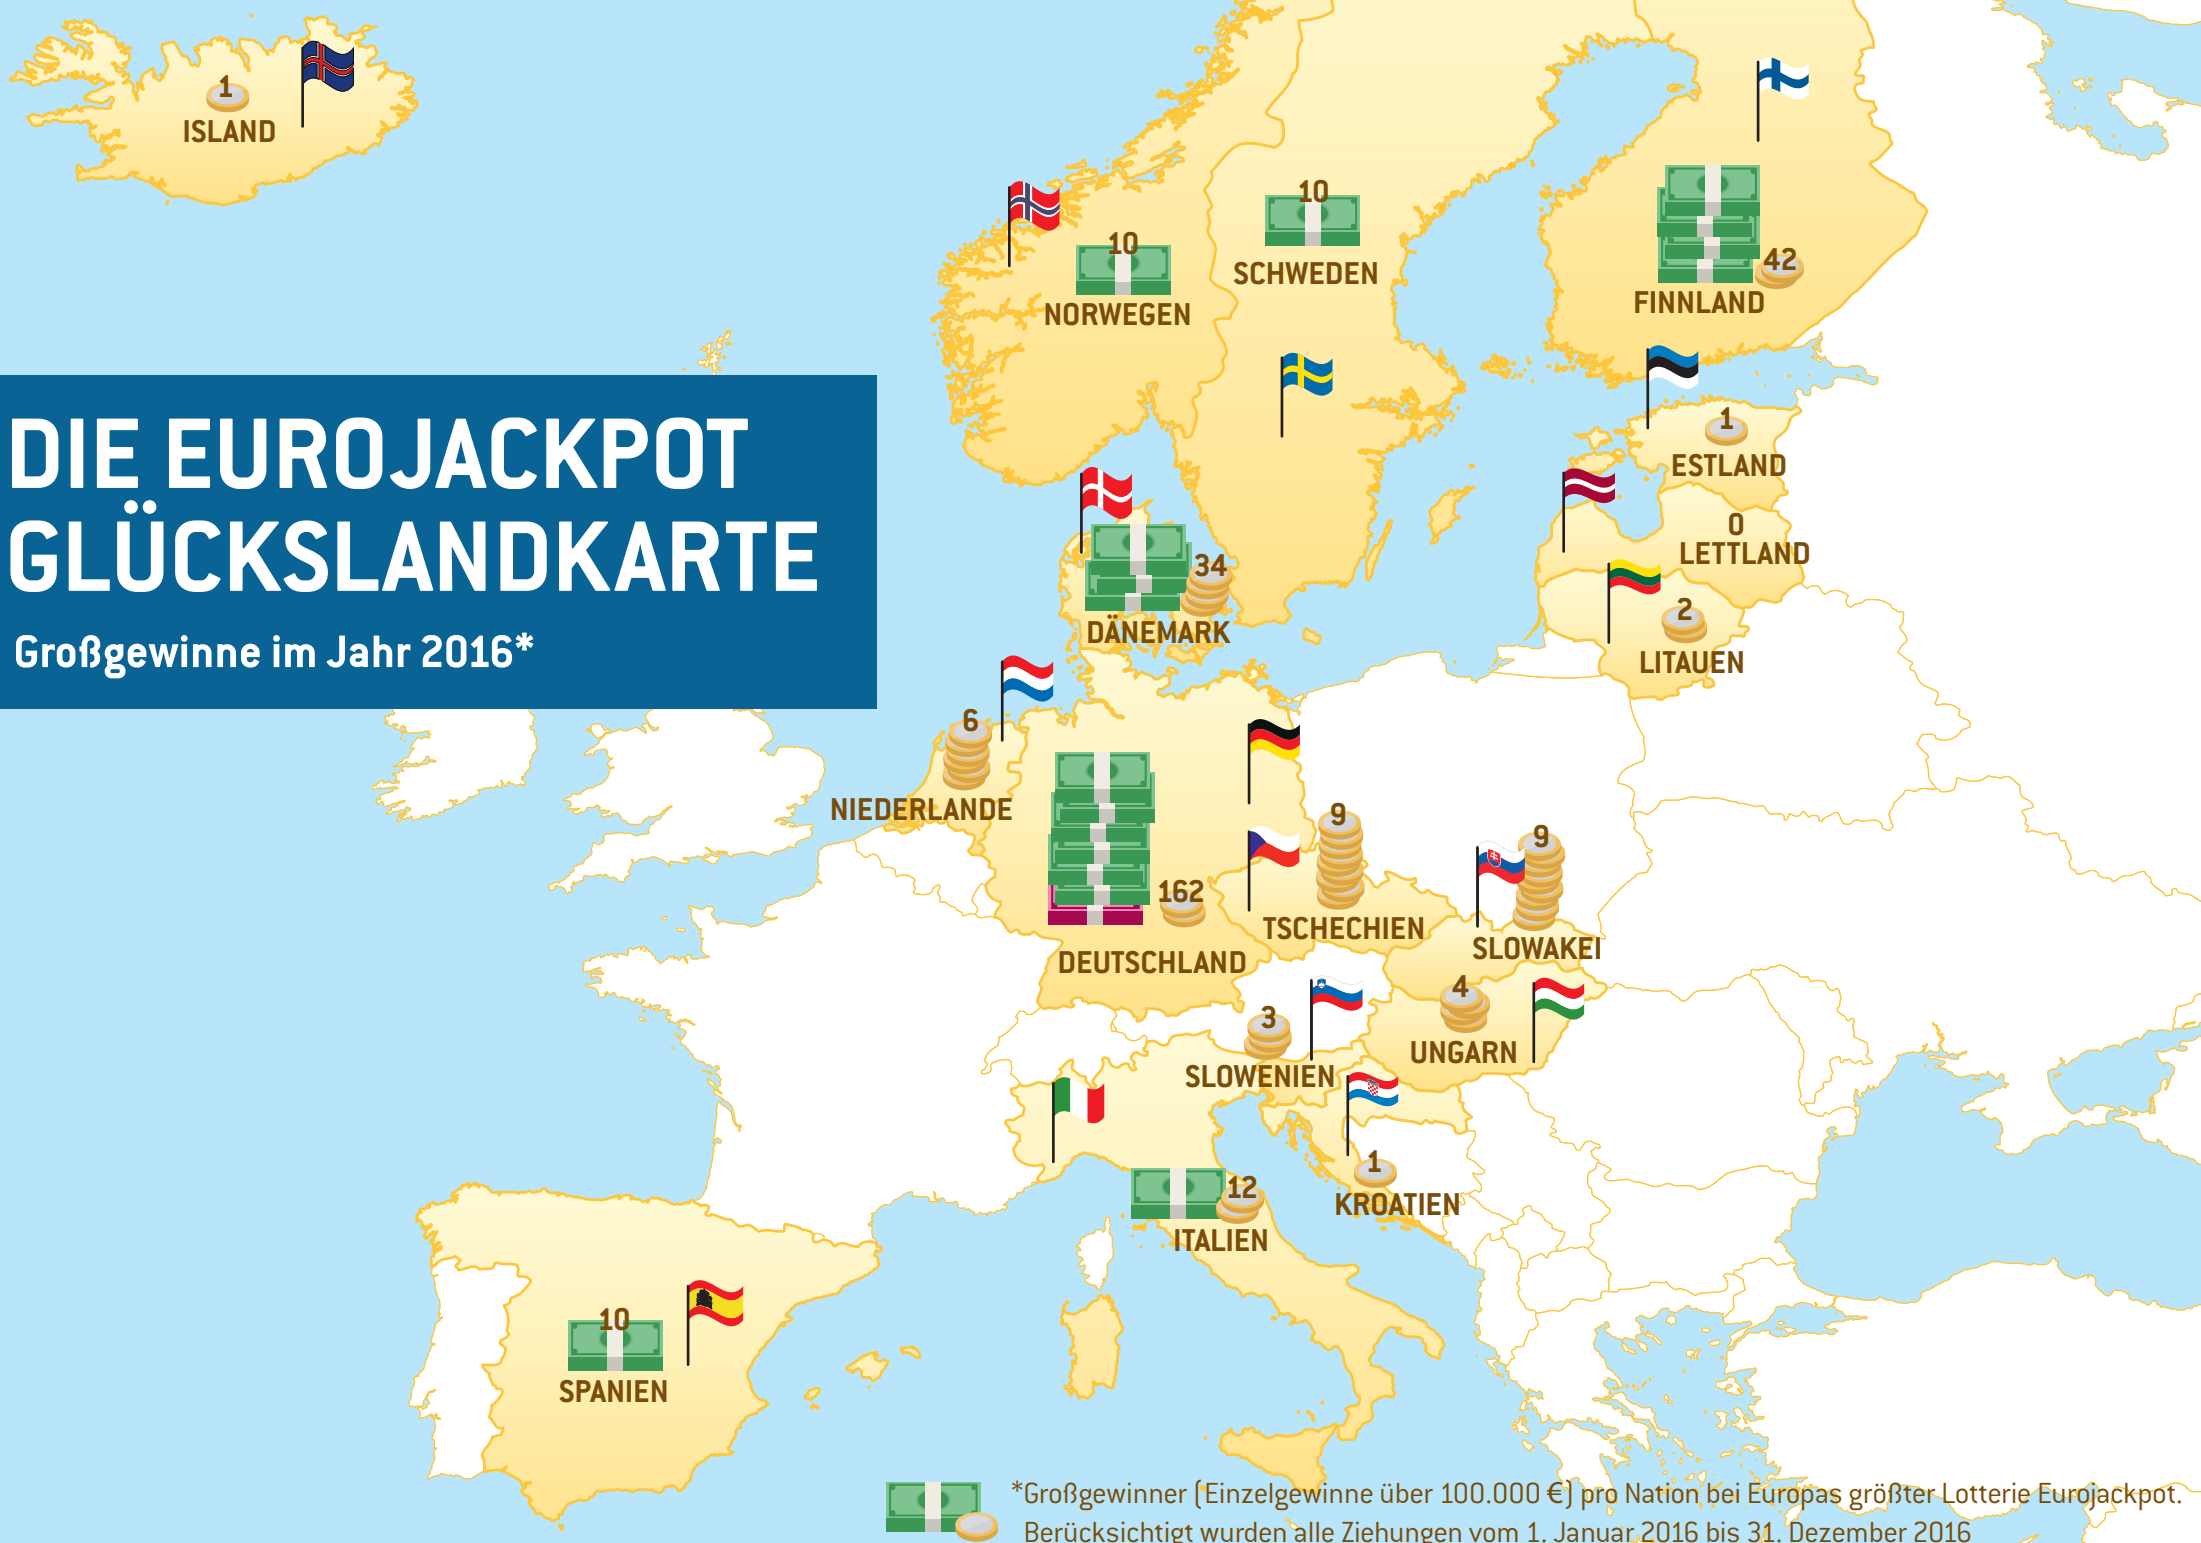 1
ISLAND
10
NORWEGEN
10
SCHWEDEN
42
FINNLAND
DIE EUROJACKPOT
GLÜCKSLANDKARTE
Großgewinne im Jahr 2016*
1
ESTLAND
0
LETTLAND
2
LITAUEN
34
DÄNEMARK
6
NIEDERLANDE
162
DEUTSCHLAND
9
TSCHECHIEN
9
SLOWAKEI
4
UNGARN
3
SLOWENIEN
1
KROATIEN
12
ITALIEN
10
SPANIEN
*Großgewinner (Einzelgewinne über 100.000 €) pro Nation bei Europas größter Lotterie Eurojackpot.
Berücksichtigt wurden alle Ziehungen vom 1. Januar 2016 bis 31. Dezember 2016